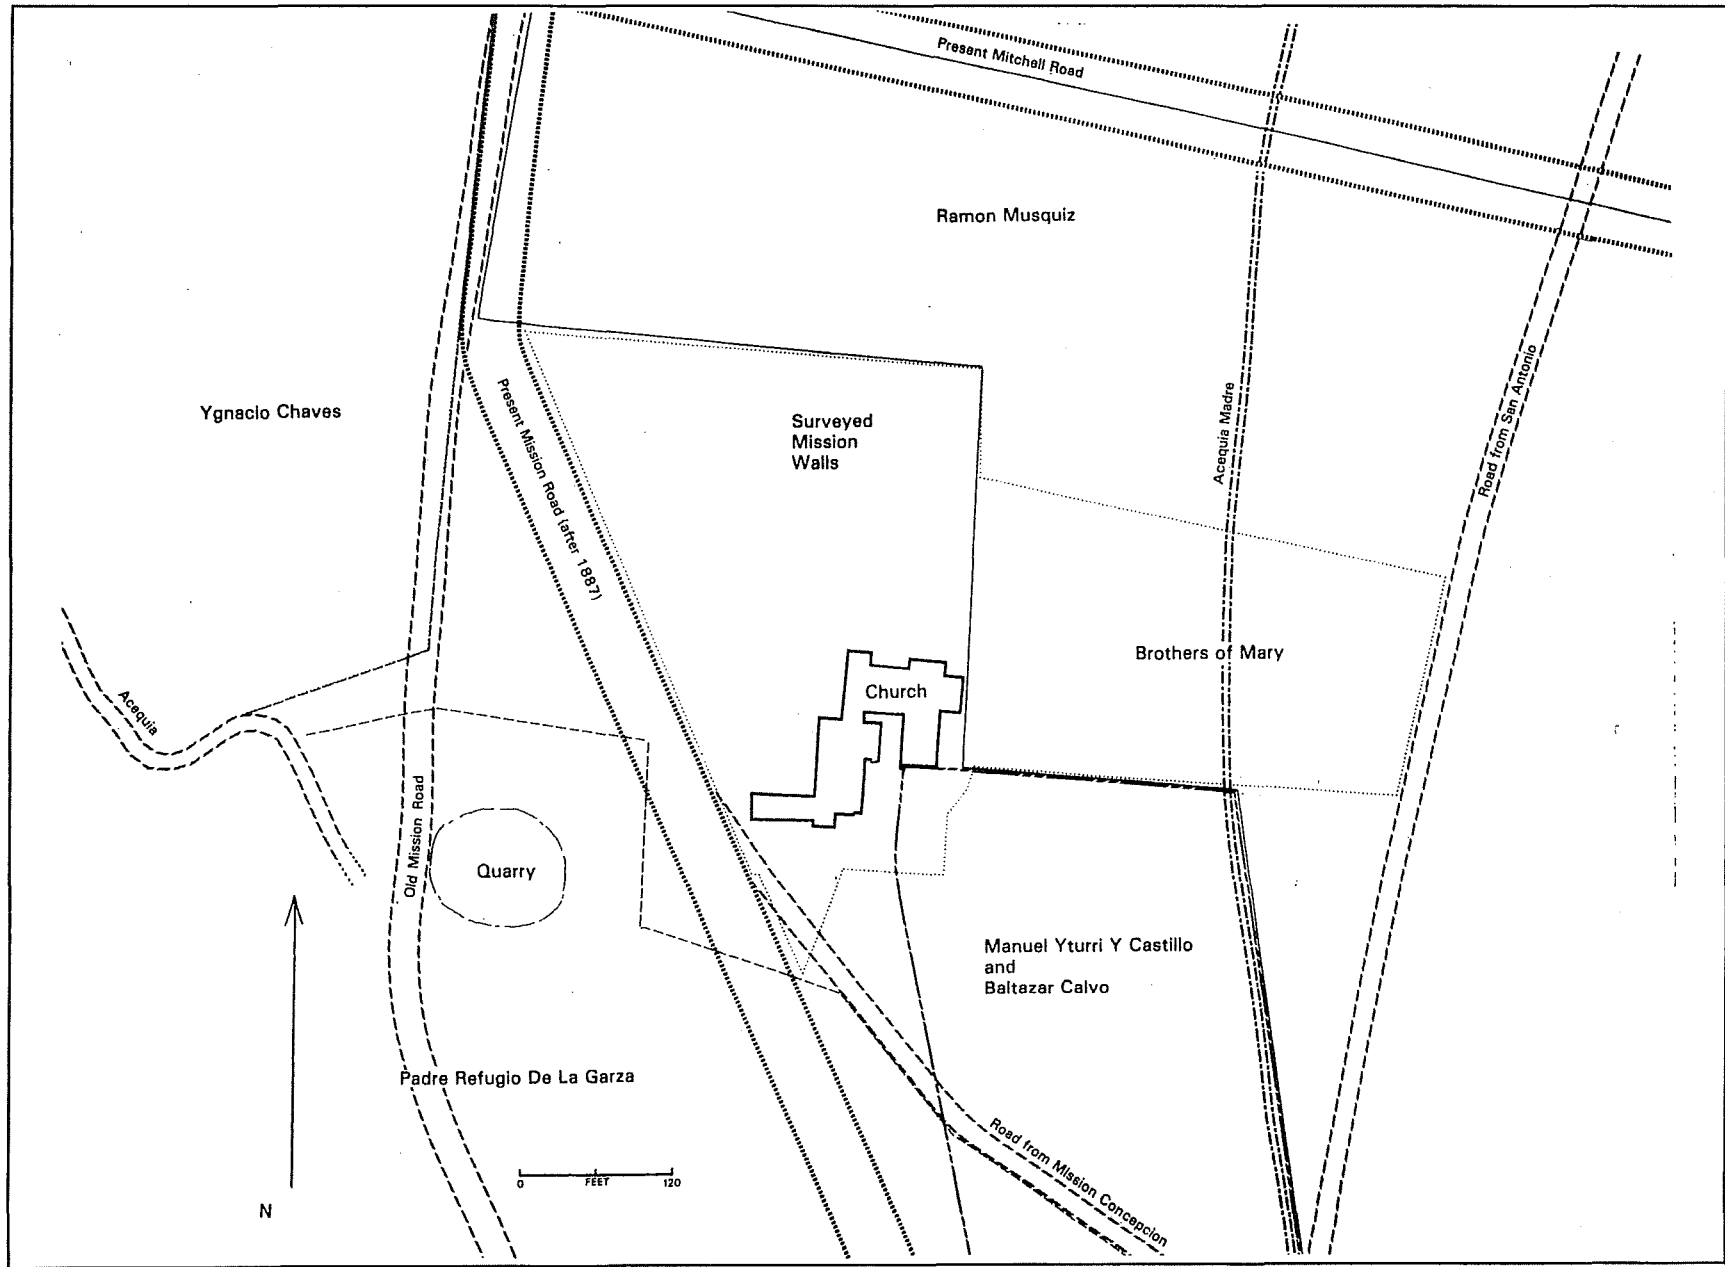 Present Mitchell Road
Ramon Musquiz
Ygnacio Chaves
Surveyed
Mission
Walls
Present Mission Road (after 1887)
Acequia Madre
Road from San Antonio
Brothers of Mary
Church
Acequia
Old Mission Road
Quarry
Manuel Yturri Y Castillo
and
Baltazar Calvo
Padre Refugio De La Garza
Road from Mission Concepcion
0 FEET 120
N